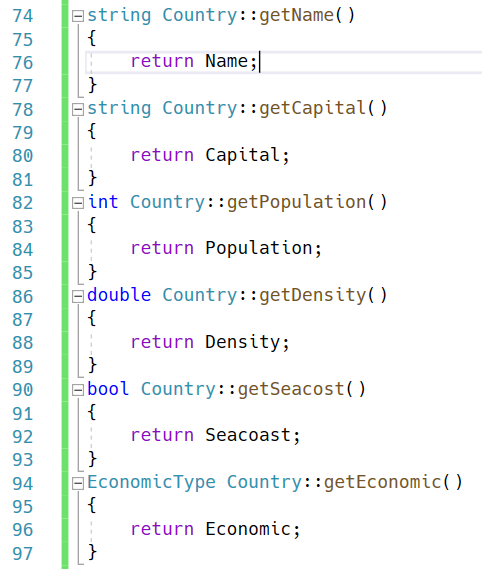 74 string Country::getName()
75 {
76     return Name;
77 }
78 string Country::getCapital()
79 {
80     return Capital;
81 }
82 int Country::getPopulation()
83 {
84     return Population;
85 }
86 double Country::getDensity()
87 {
88     return Density;
89 }
90 bool Country::getSeacost()
91 {
92     return Seacoast;
93 }
94 EconomicType Country::getEconomic()
95 {
96     return Economic;
97 }